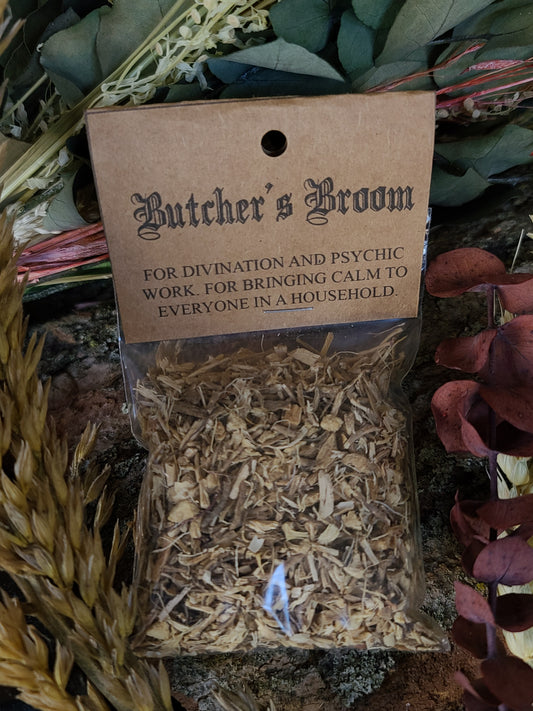 Butcher's Broom
FOR DIVINATION AND PSYCHIC
WORK. FOR BRINGING CALM TO
EVERYONE IN A HOUSEHOLD.